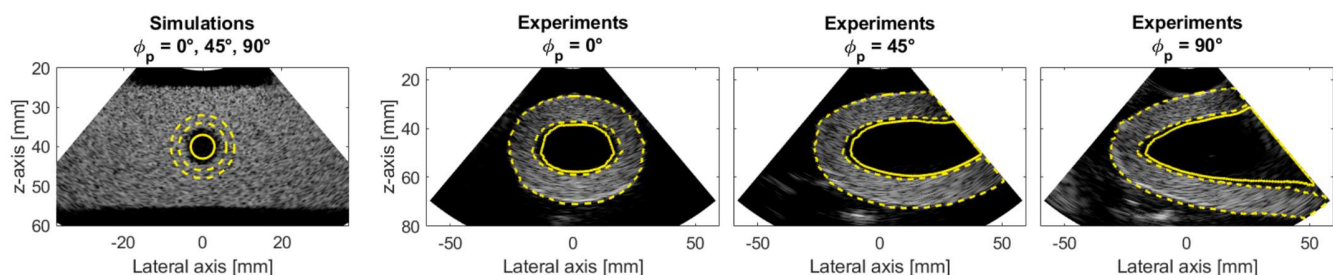 Simulations
ϕp = 0°, 45°, 90°
20
30
40
50
60
z-axis [mm]
-20
0
20
Lateral axis [mm]
Experiments
ϕp = 0°
20
40
60
80
z-axis [mm]
-50
0
50
Lateral axis [mm]
Experiments
ϕp = 45°
-50
0
50
Lateral axis [mm]
Experiments
ϕp = 90°
-50
0
50
Lateral axis [mm]